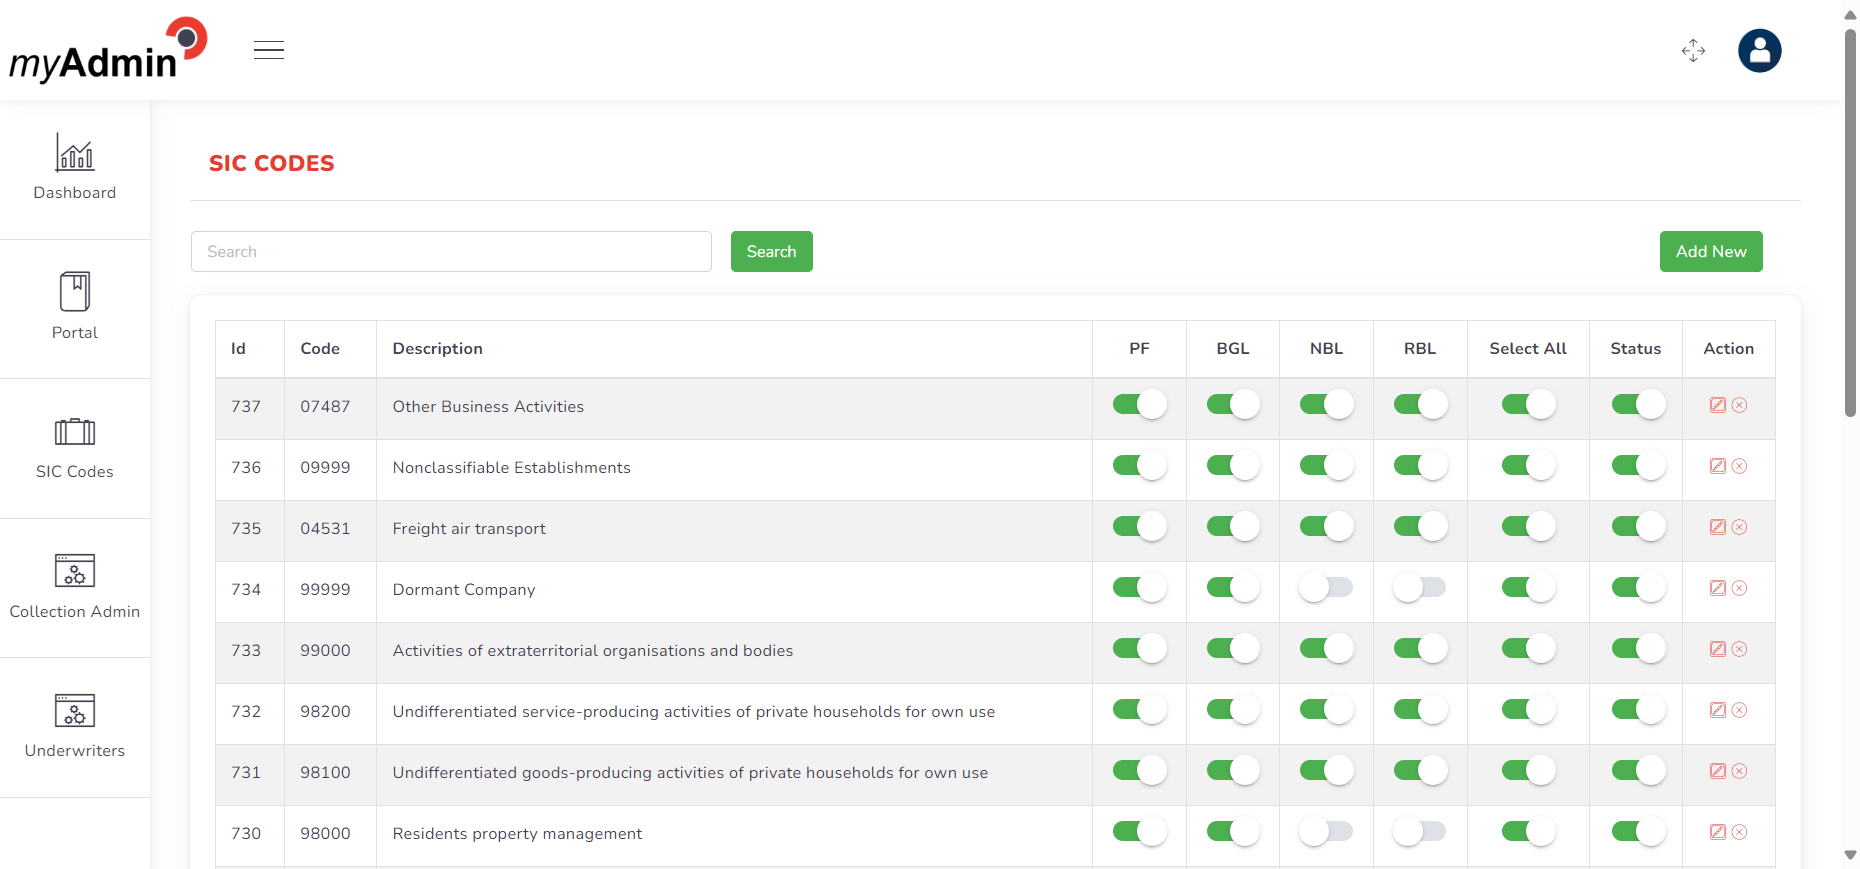 myAdmin
Dashboard
Portal
SIC Codes
Collection Admin
Underwriters
SIC CODES
Search Search Add New
Id Code Description PF BGL NBL RBL Select All Status Action
737 07487 Other Business Activities
736 09999 Nonclassifiable Establishments
735 04531 Freight air transport
734 99999 Dormant Company
733 99000 Activities of extraterritorial organisations and bodies
732 98200 Undifferentiated service-producing activities of private households for own use
731 98100 Undifferentiated goods-producing activities of private households for own use
730 98000 Residents property management